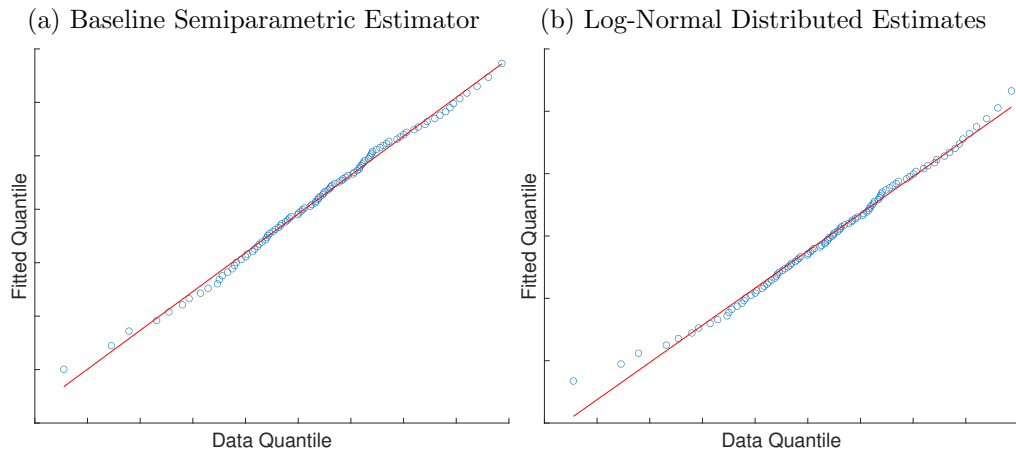 (a) Baseline Semiparametric Estimator
(b) Log-Normal Distributed Estimates
Fitted Quantile
Data Quantile
Fitted Quantile
Data Quantile